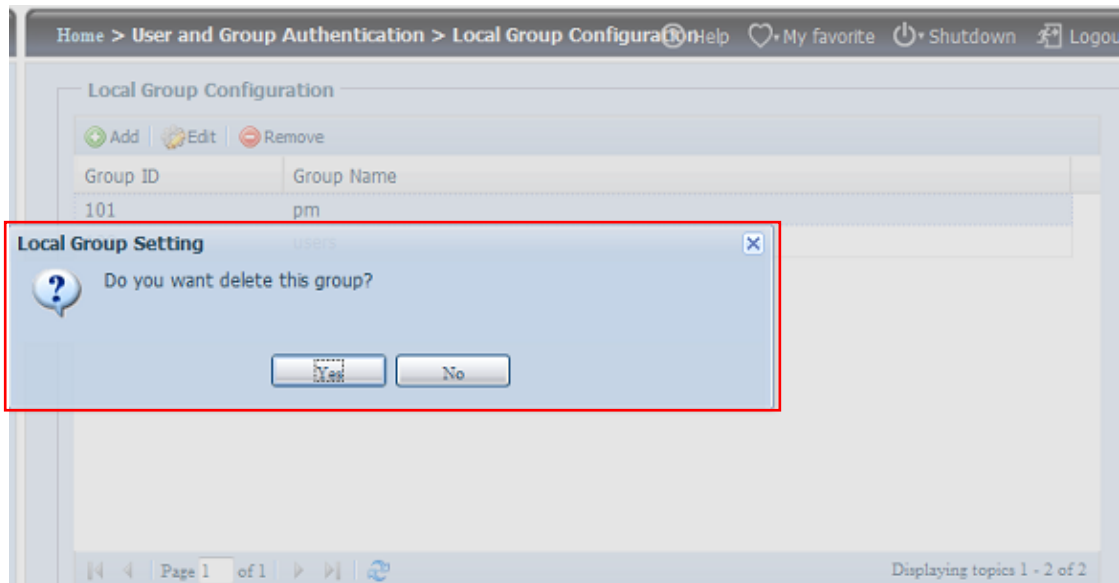 Home > User and Group Authentication > Local Group Configuration Help My favorite Shutdown Logou
Local Group Configuration
Add Edit Remove
Group ID Group Name
101 pm
users
Local Group Setting
Do you want delete this group?
Yes No
Page 1 of 1 Displaying topics 1 - 2 of 2